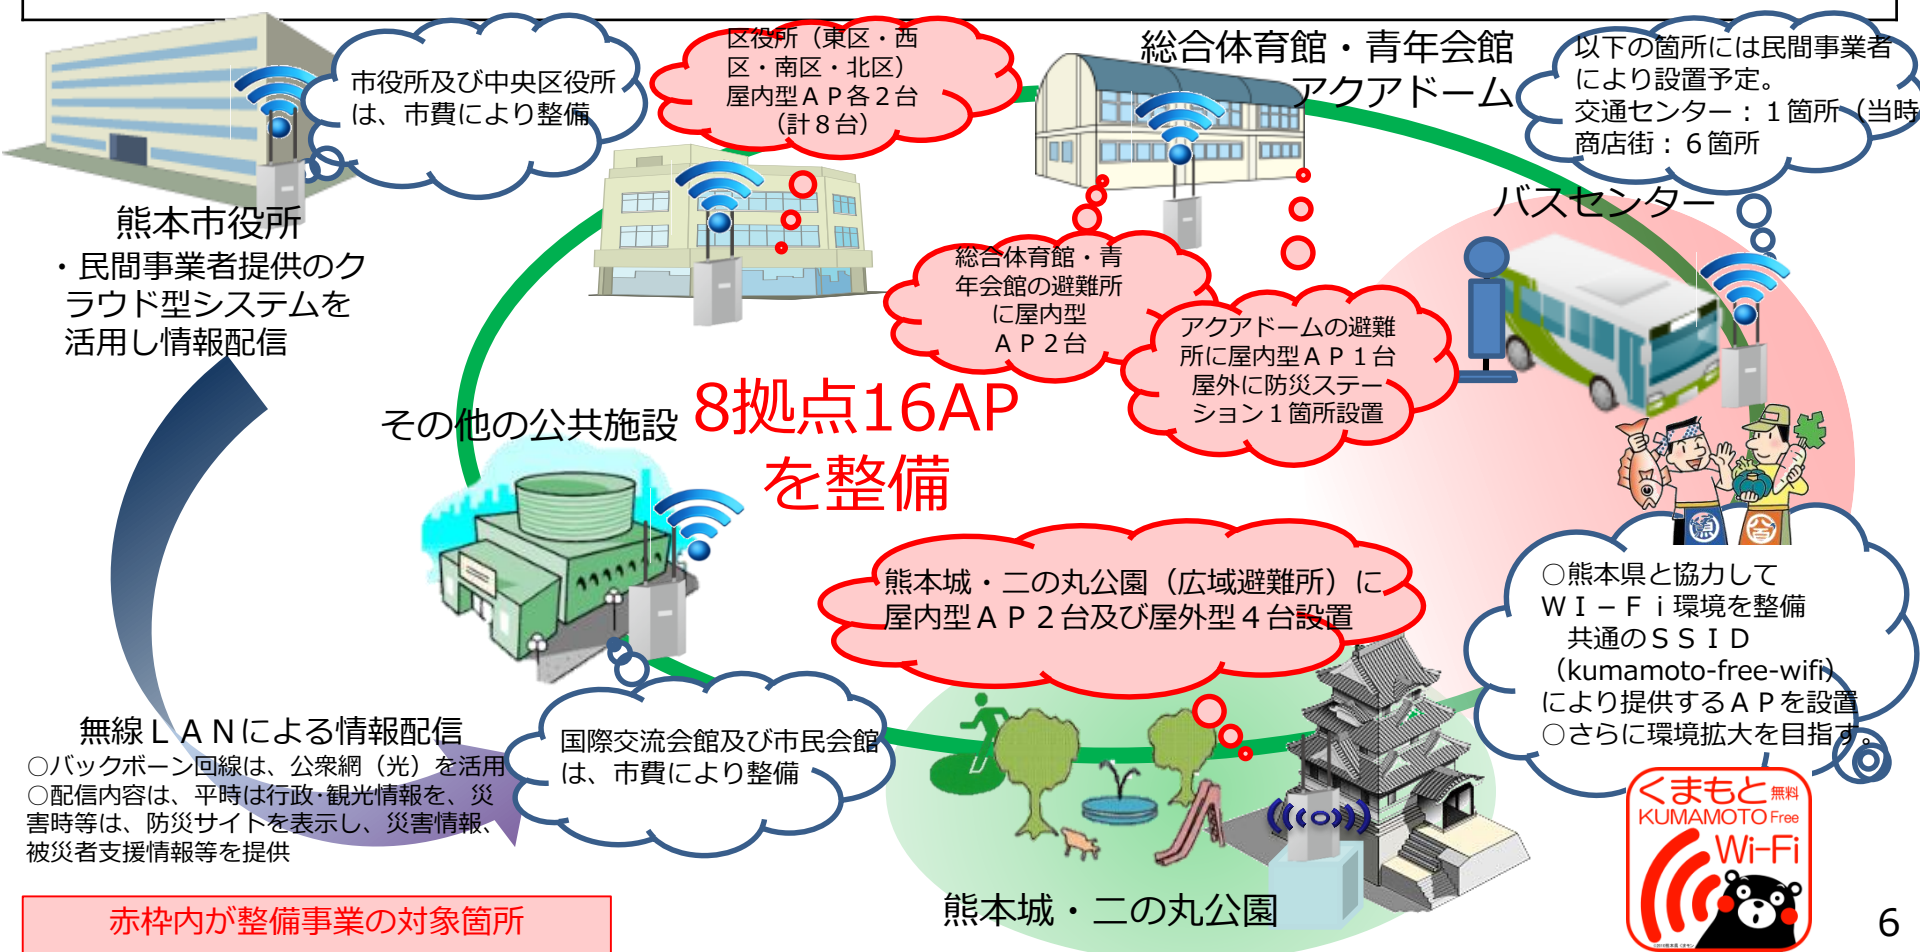 市役所及び中央区役所
は、市費により整備
区役所（東区・西
区・南区・北区）
屋内型ＡＰ各２台
（計８台）
総合体育館・青年会館
アクアドーム
以下の箇所には民間事業者
により設置予定。
交通センター：１箇所（当時
商店街：６箇所
熊本市役所
・民間事業者提供のク
ラウド型システムを
活用し情報配信
バスセンター
総合体育館・青
年会館の避難所
に屋内型
ＡＰ２台
アクアドームの避難
所に屋内型ＡＰ１台
屋外に防災ステー
ション１箇所設置
8拠点16AP
を整備
その他の公共施設
熊本城・二の丸公園（広域避難所）に
屋内型ＡＰ２台及び屋外型４台設置
○熊本県と協力して
ＷＩ－Ｆｉ環境を整備
共通のＳＳＩＤ
（kumamoto-free-wifi）
により提供するＡＰを設置
○さらに環境拡大を目指す。
無線ＬＡＮによる情報配信
○バックボーン回線は、公衆網（光）を活用
○配信内容は、平時は行政･観光情報を、災
害時等は、防災サイトを表示し、災害情報、
被災者支援情報等を提供
国際交流会館及び市民会館
は、市費により整備
熊本城・二の丸公園
くまもと無料
KUMAMOTO Free
Wi-Fi
赤枠内が整備事業の対象箇所
6